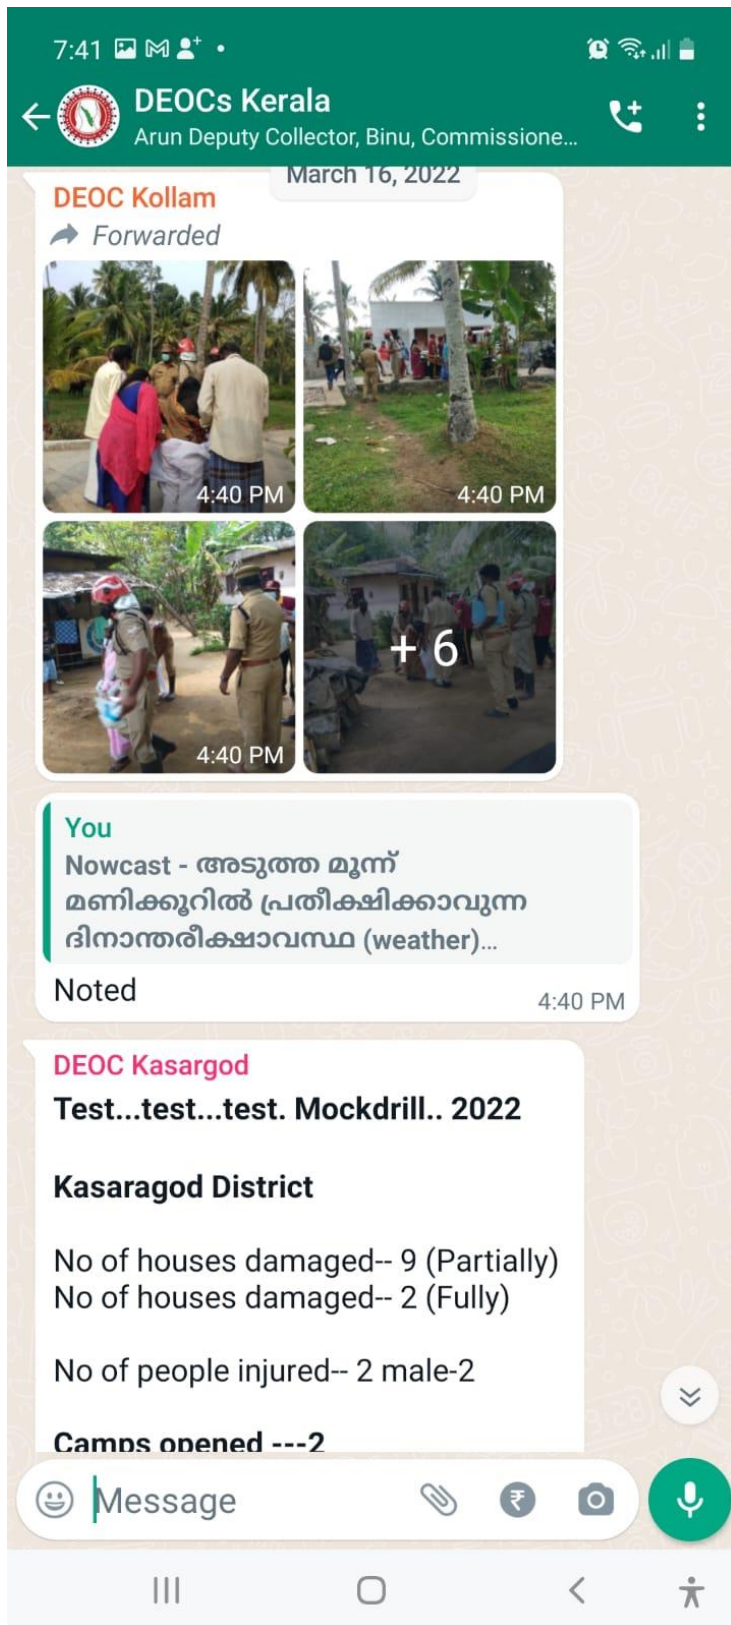 7:41
DEOCs Kerala
Arun Deputy Collector, Binu, Commissione...
March 16, 2022
DEOC Kollam
Forwarded
4:40 PM
4:40 PM
4:40 PM
+ 6
You
Nowcast - അടുത്ത മൂന്ന്
മണിക്കൂറിൽ പ്രതീക്ഷിക്കാവുന്ന
ദിനാന്തരീക്ഷാവസ്ഥ (weather)...
Noted
4:40 PM
DEOC Kasargod
Test...test...test. Mockdrill.. 2022
Kasaragod District
No of houses damaged-- 9 (Partially)
No of houses damaged-- 2 (Fully)
No of people injured-- 2 male-2
Camps opened ---2
Message